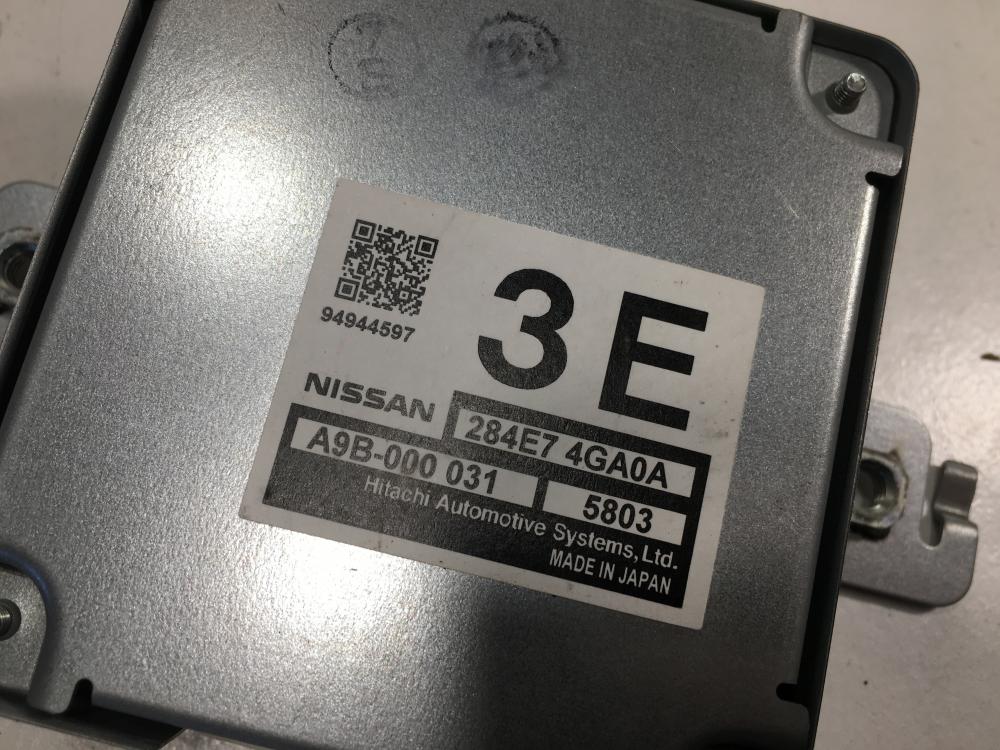 3E
94944597
NISSAN
284E7 4GA0A
A9B-000 031
5803
Hitachi Automotive Systems, Ltd.
MADE IN JAPAN